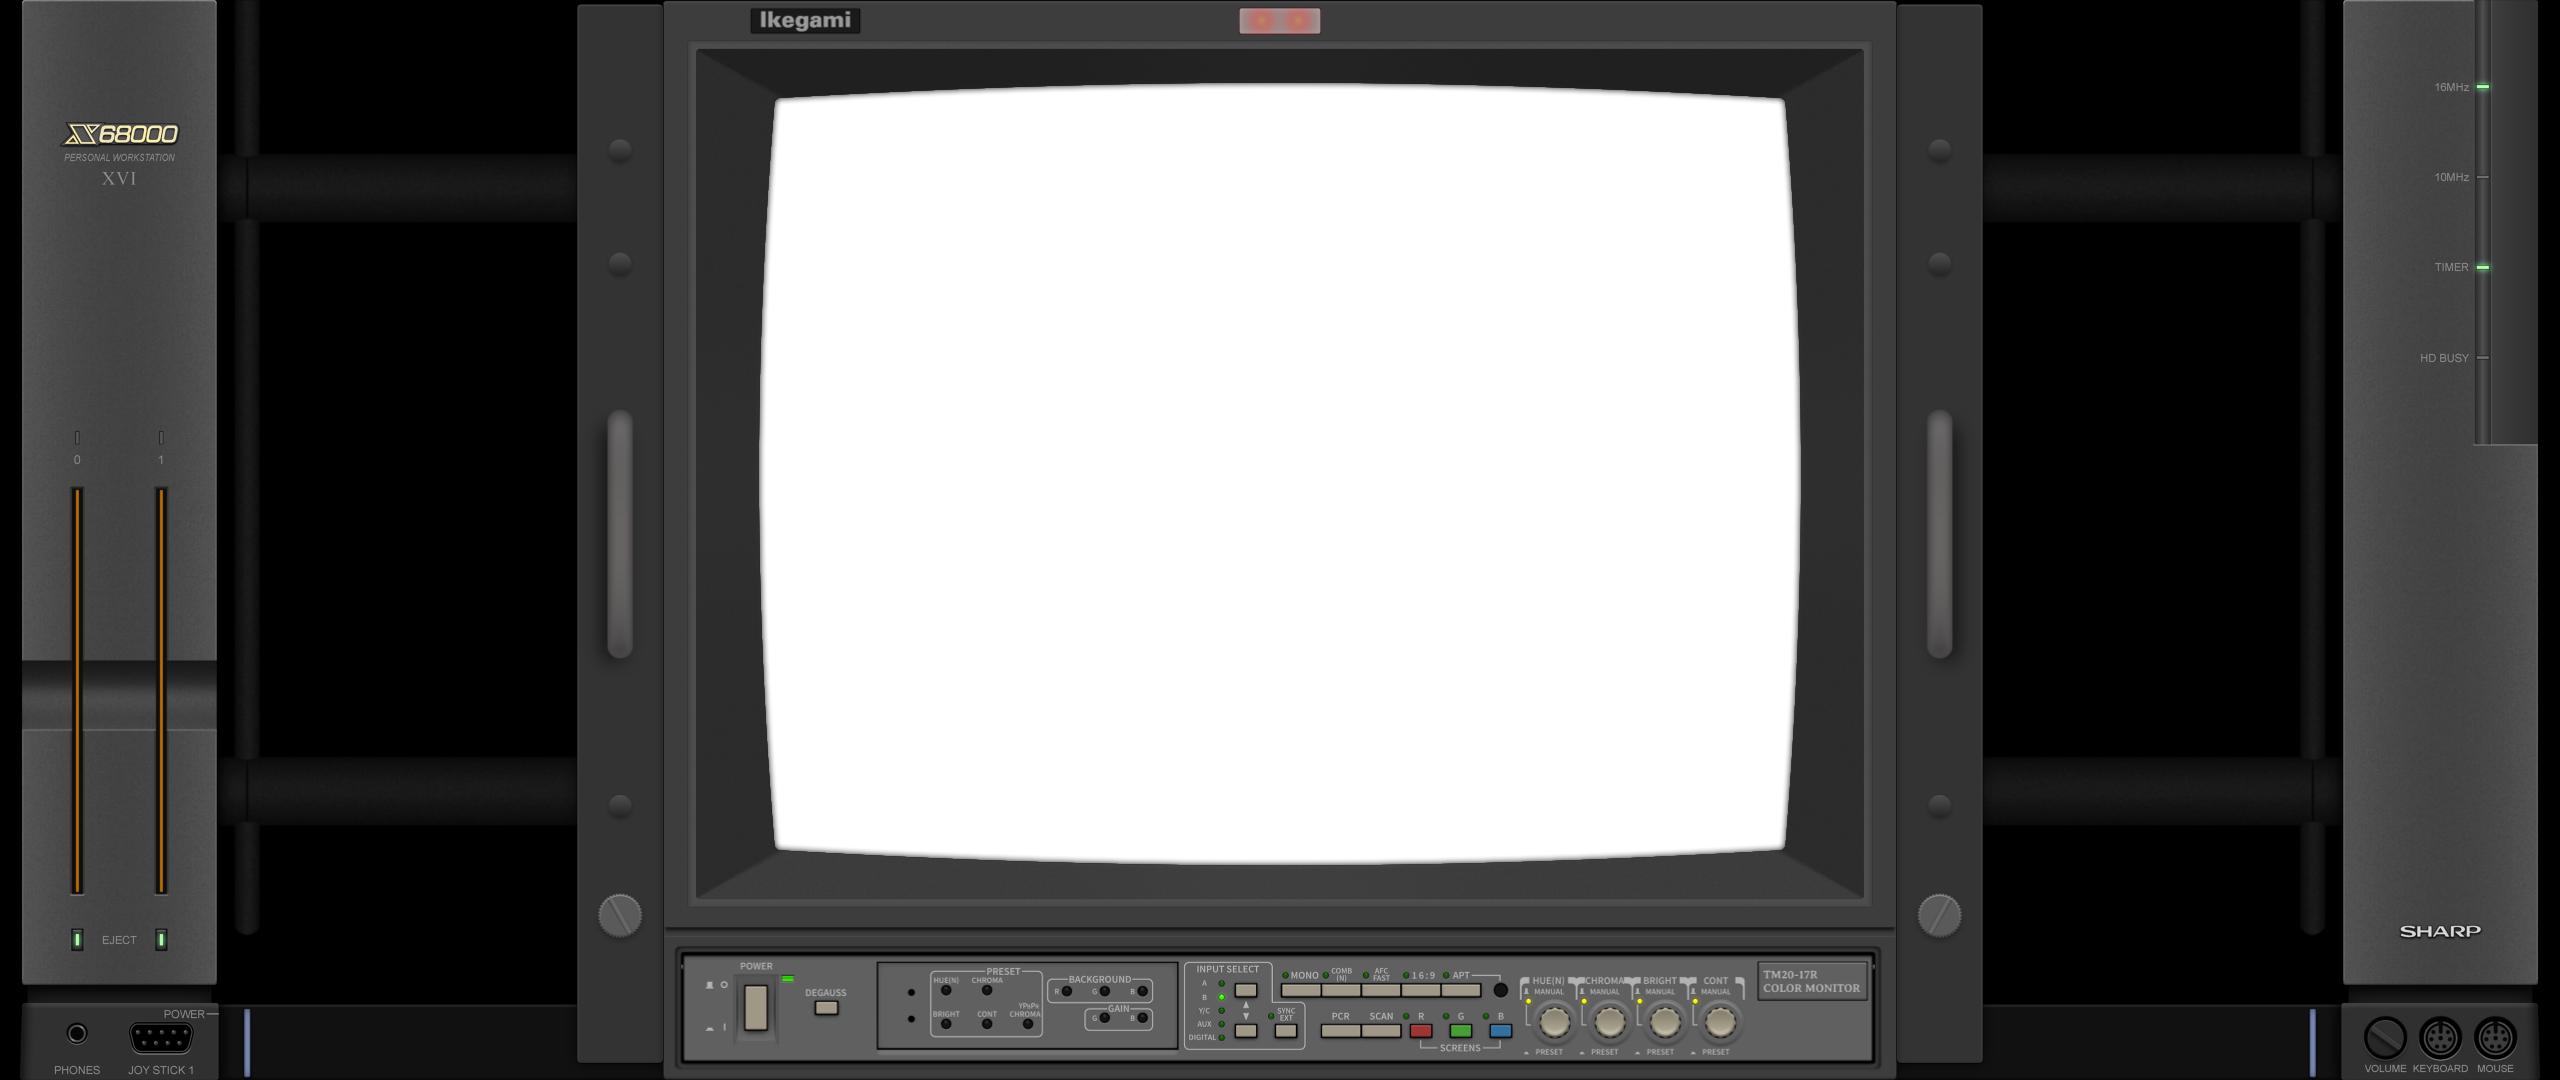 X68000
PERSONAL WORKSTATION
XVI
0
1
EJECT
POWER
PHONES
JOY STICK 1
Ikegami
POWER
DEGAUSS
PRESET
HUE(N)
CHROMA
BRIGHT
CONT
YPBPR
CHROMA
BACKGROUND
R
G
B
GAIN
G
B
INPUT SELECT
A
B
Y/C
AUX
DIGITAL
SYNC
EXT
MONO
COMB
(N)
AFC
FAST
16:9
APT
PCR
SCAN
R
G
B
SCREENS
HUE(N)
MANUAL
PRESET
CHROMA
MANUAL
PRESET
BRIGHT
MANUAL
PRESET
CONT
MANUAL
PRESET
TM20-17R
COLOR MONITOR
16MHz
10MHz
TIMER
HD BUSY
SHARP
VOLUME
KEYBOARD
MOUSE